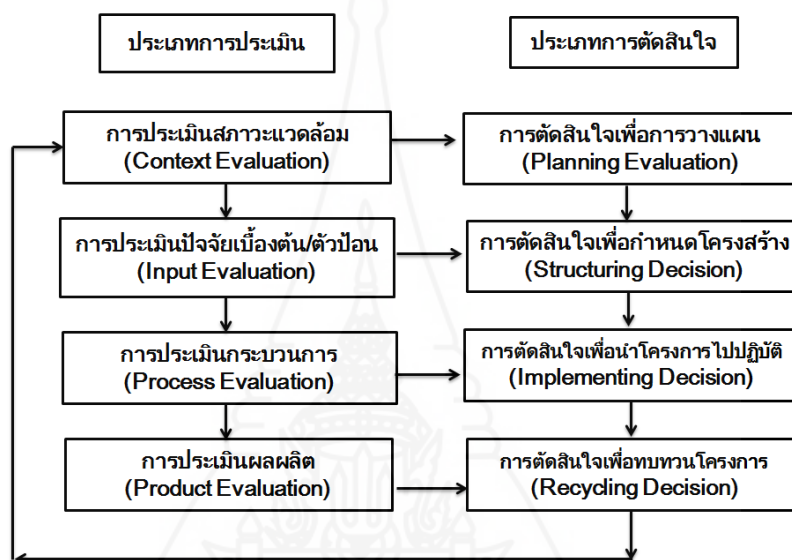 ประเภทการประเมิน
ประเภทการตัดสินใจ
การประเมินสภาวะแวดล้อม
(Context Evaluation)
การตัดสินใจเพื่อการวางแผน
(Planning Evaluation)
การประเมินปัจจัยเบื้องต้น/ตัวป้อน
(Input Evaluation)
การตัดสินใจเพื่อกำหนดโครงสร้าง
(Structuring Decision)
การประเมินกระบวนการ
(Process Evaluation)
การตัดสินใจเพื่อนำโครงการไปปฏิบัติ
(Implementing Decision)
การประเมินผลผลิต
(Product Evaluation)
การตัดสินใจเพื่อทบทวนโครงการ
(Recycling Decision)